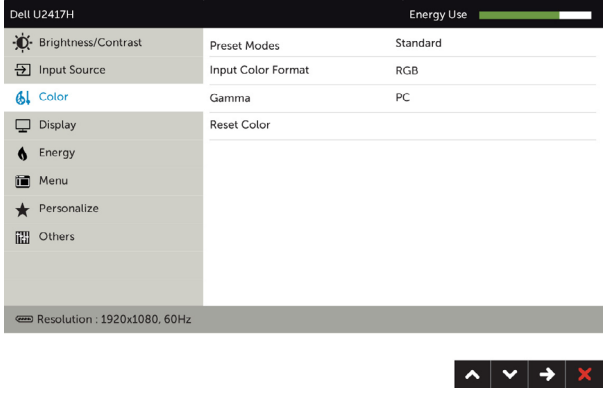 Dell U2417H Energy Use
Brightness/Contrast Preset Modes Standard
Input Source Input Color Format RGB
Color Gamma PC
Display Reset Color
Energy
Menu
Personalize
Others
Resolution : 1920x1080, 60Hz